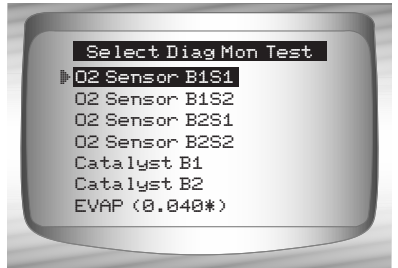 Select Diag Mon Test
O2 Sensor B1S1
O2 Sensor B1S2
O2 Sensor B2S1
O2 Sensor B2S2
Catalyst B1
Catalyst B2
EVAP (0.040*)